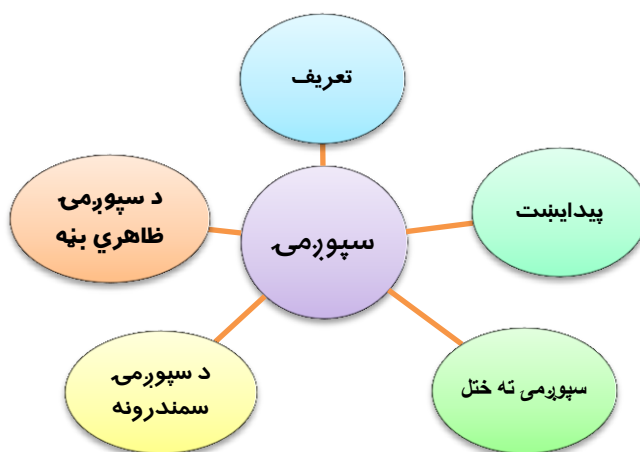 تعریف
پیدایښت
سپوږمۍ ته ختل
د سپوږمۍ
سمندرونه
د سپوږمۍ
ظاهري بڼه
سپوږمۍ